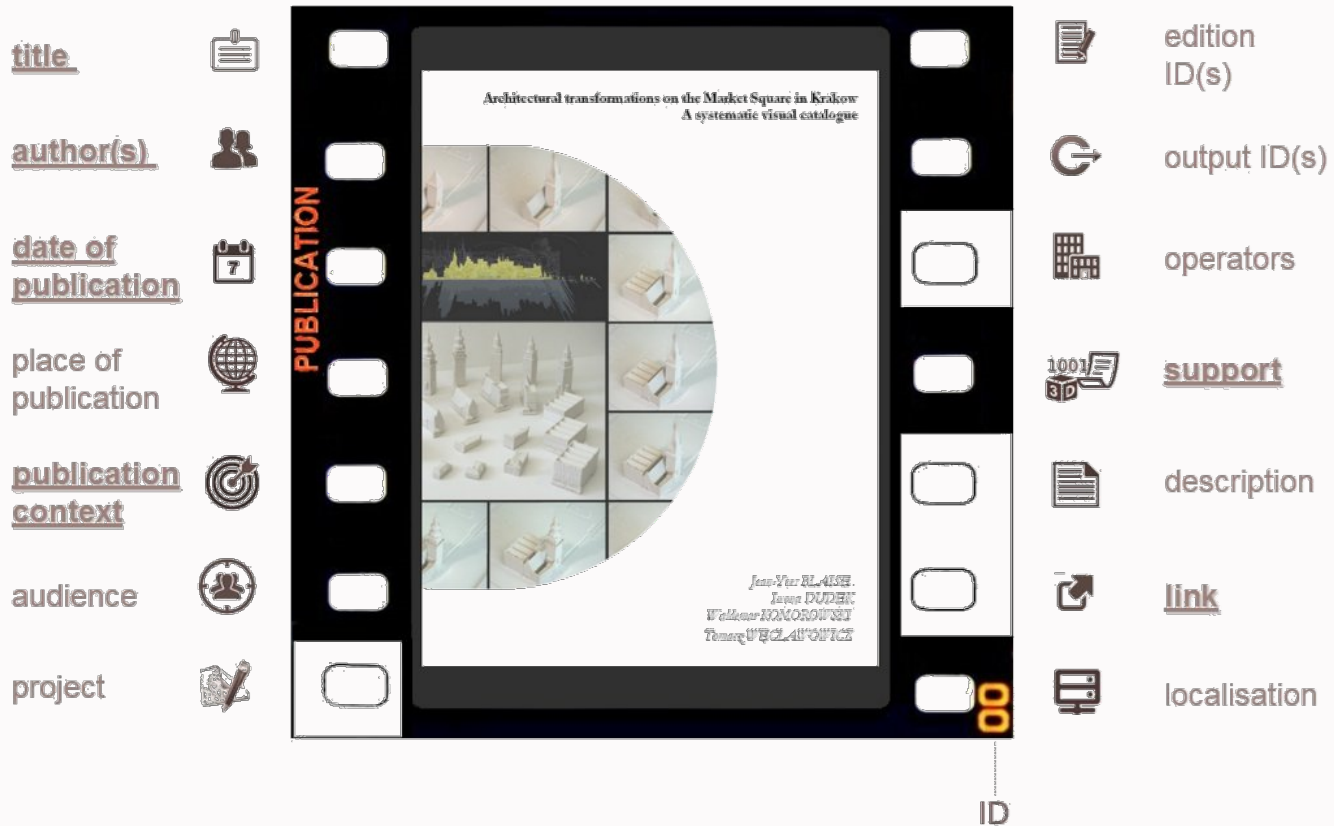 title
author(s)
date of
publication
7
place of
publication
publication
context
audience
project
PUBLICATION
Architectural transformations on the Market Square in Kraków
A systematic visual catalogue
Jean-Yves BLAISE
Iwona DUDEK
Waldemar KOMOROWSKI
Tomasz WĘCŁAWOWICZ
00
ID
edition
ID(s)
output ID(s)
operators
1001
3D
support
description
link
localisation